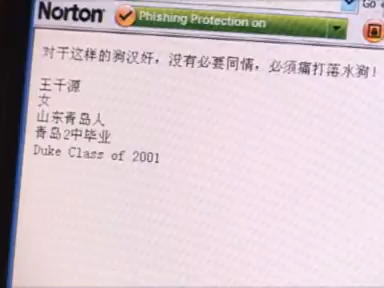 Go
Norton
Phishing Protection on
对于这样的狗汉奸，没有必要同情，必须痛打落水狗！
王千源
女
山东青岛人
青岛2中毕业
Duke Class of 2001